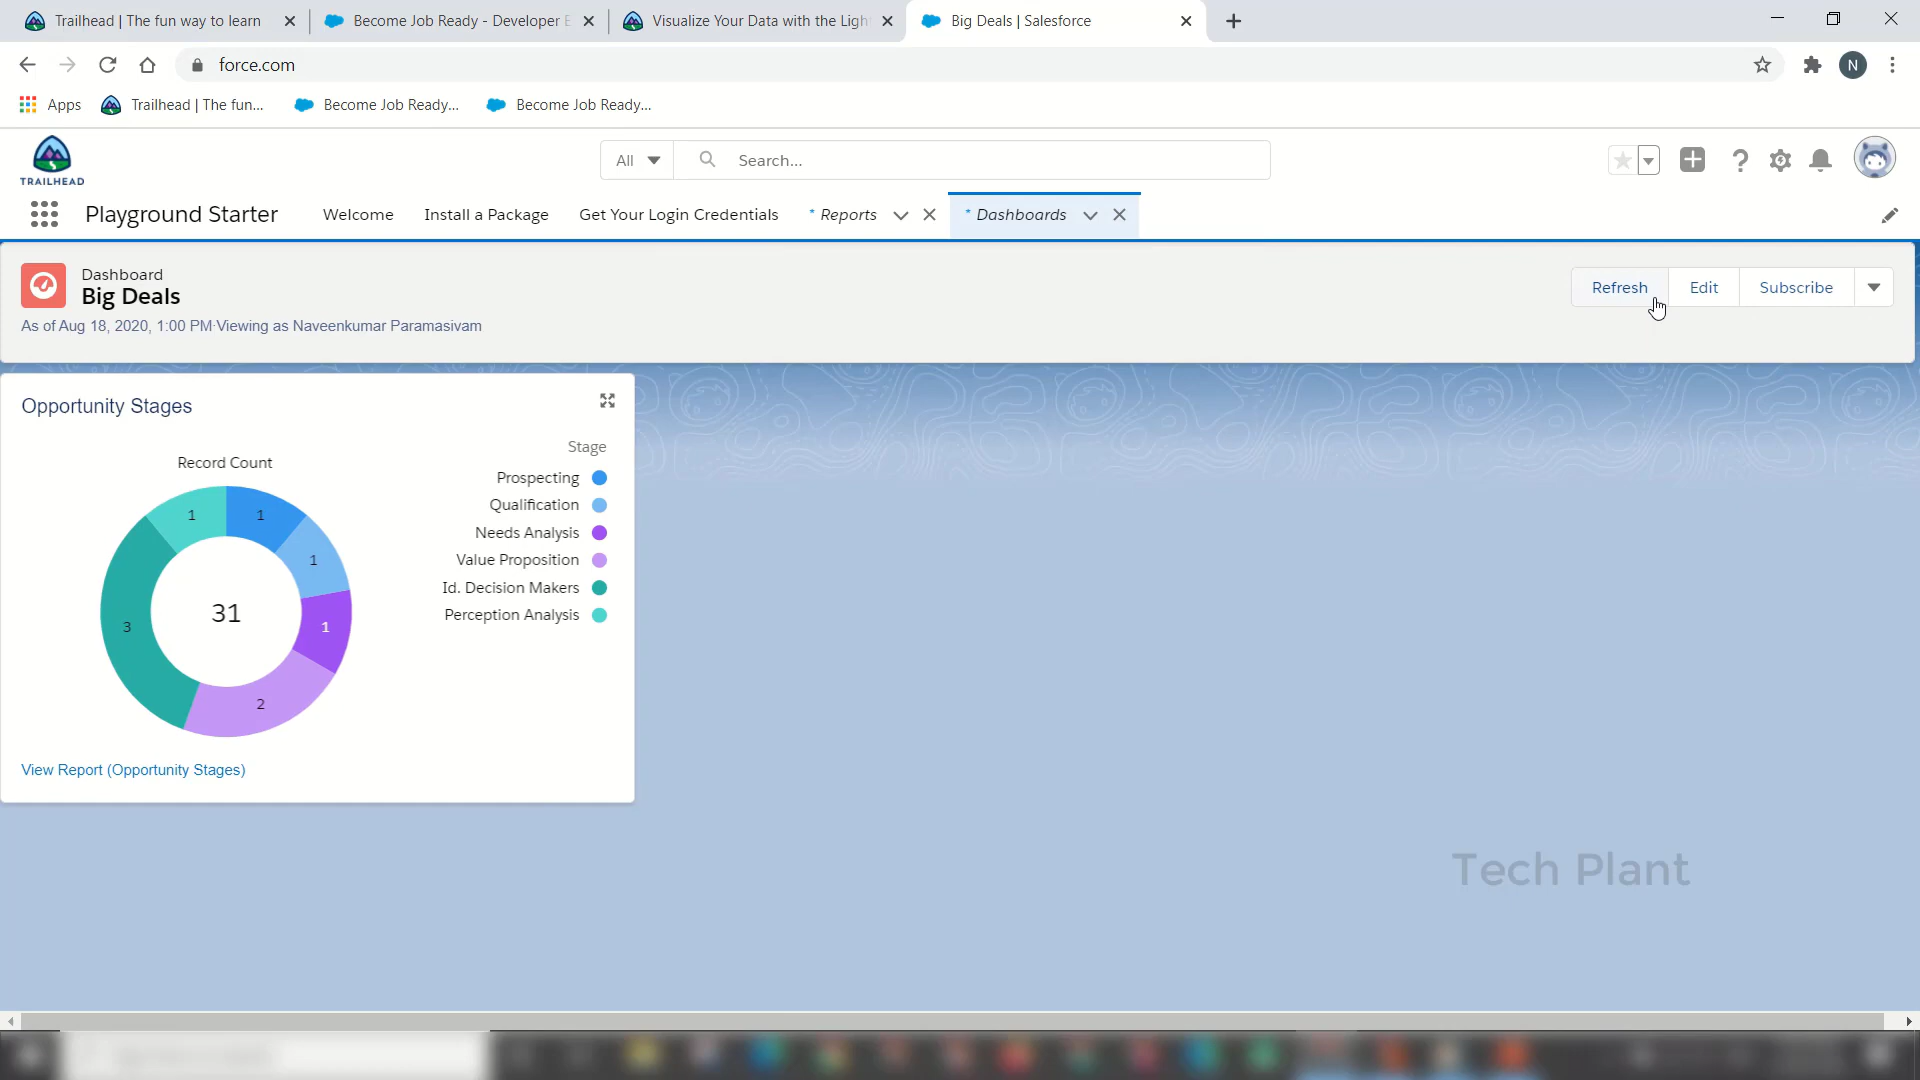 Trailhead | The fun way to learn
Become Job Ready - Developer E
Visualize Your Data with the Ligh
Big Deals | Salesforce
force.com
N
Apps
Trailhead | The fun...
Become Job Ready...
Become Job Ready...
TRAILHEAD
All
Search...
Playground Starter
Welcome
Install a Package
Get Your Login Credentials
* Reports
* Dashboards
Dashboard
Big Deals
As of Aug 18, 2020, 1:00 PM·Viewing as Naveenkumar Paramasivam
Refresh
Edit
Subscribe
Opportunity Stages
Record Count
1
1
1
1
3
2
31
Stage
Prospecting
Qualification
Needs Analysis
Value Proposition
Id. Decision Makers
Perception Analysis
View Report (Opportunity Stages)
Tech Plant